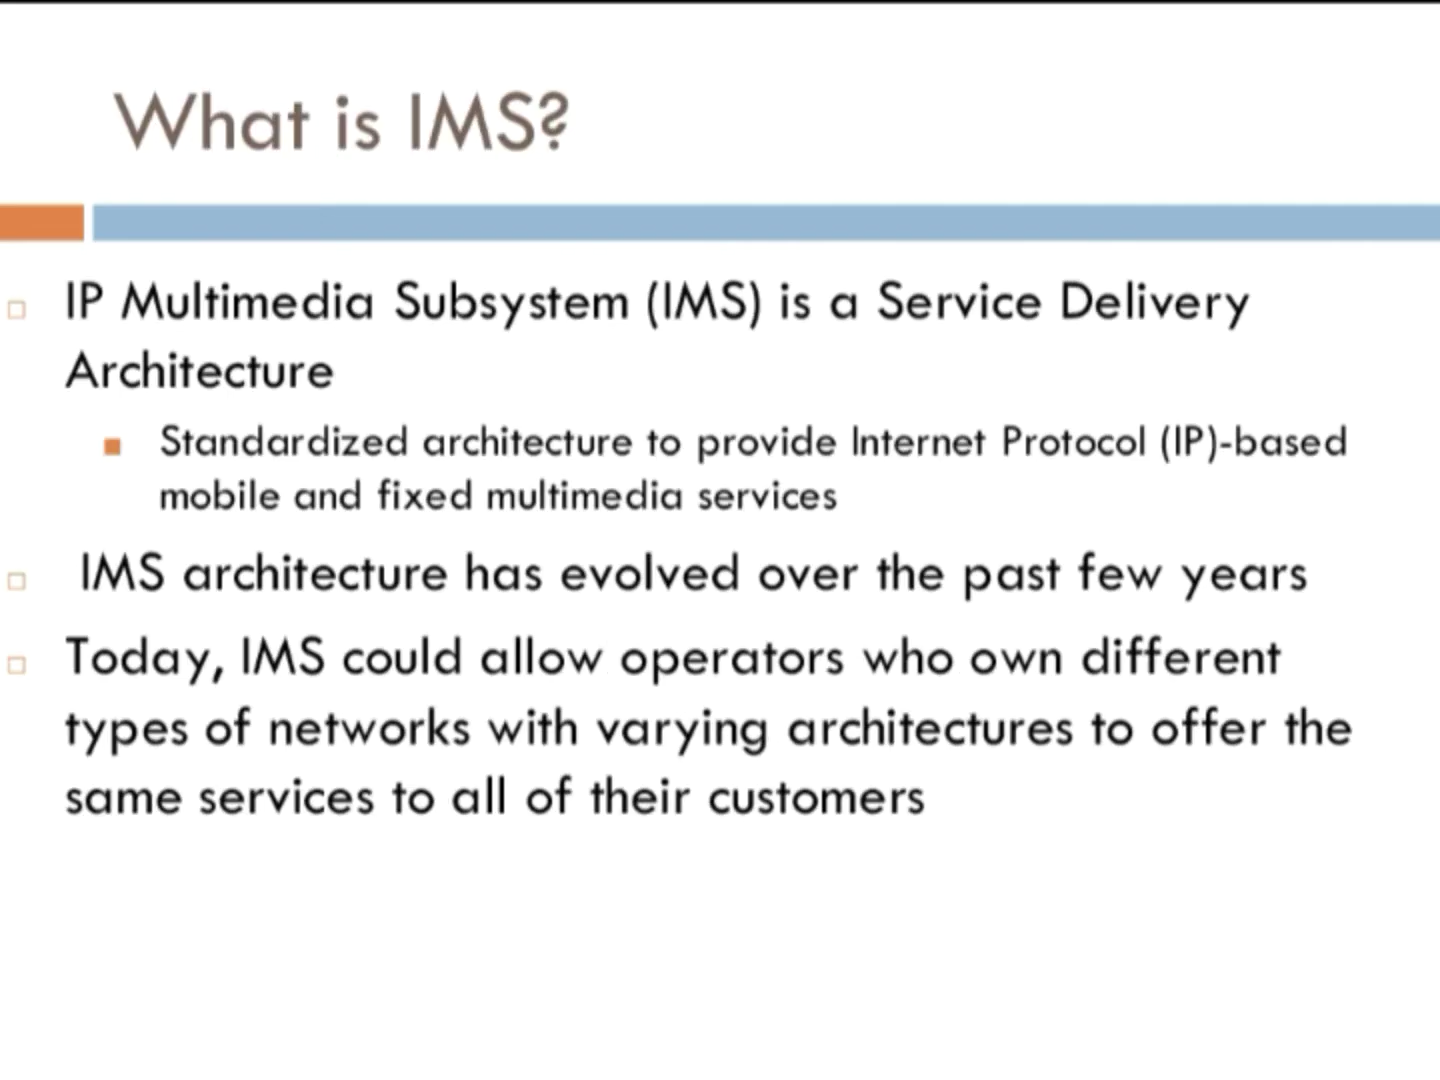 What is IMS?
IP Multimedia Subsystem (IMS) is a Service Delivery
Architecture
Standardized architecture to provide Internet Protocol (IP)-based
mobile and fixed multimedia services
IMS architecture has evolved over the past few years
Today, IMS could allow operators who own different
types of networks with varying architectures to offer the
same services to all of their customers